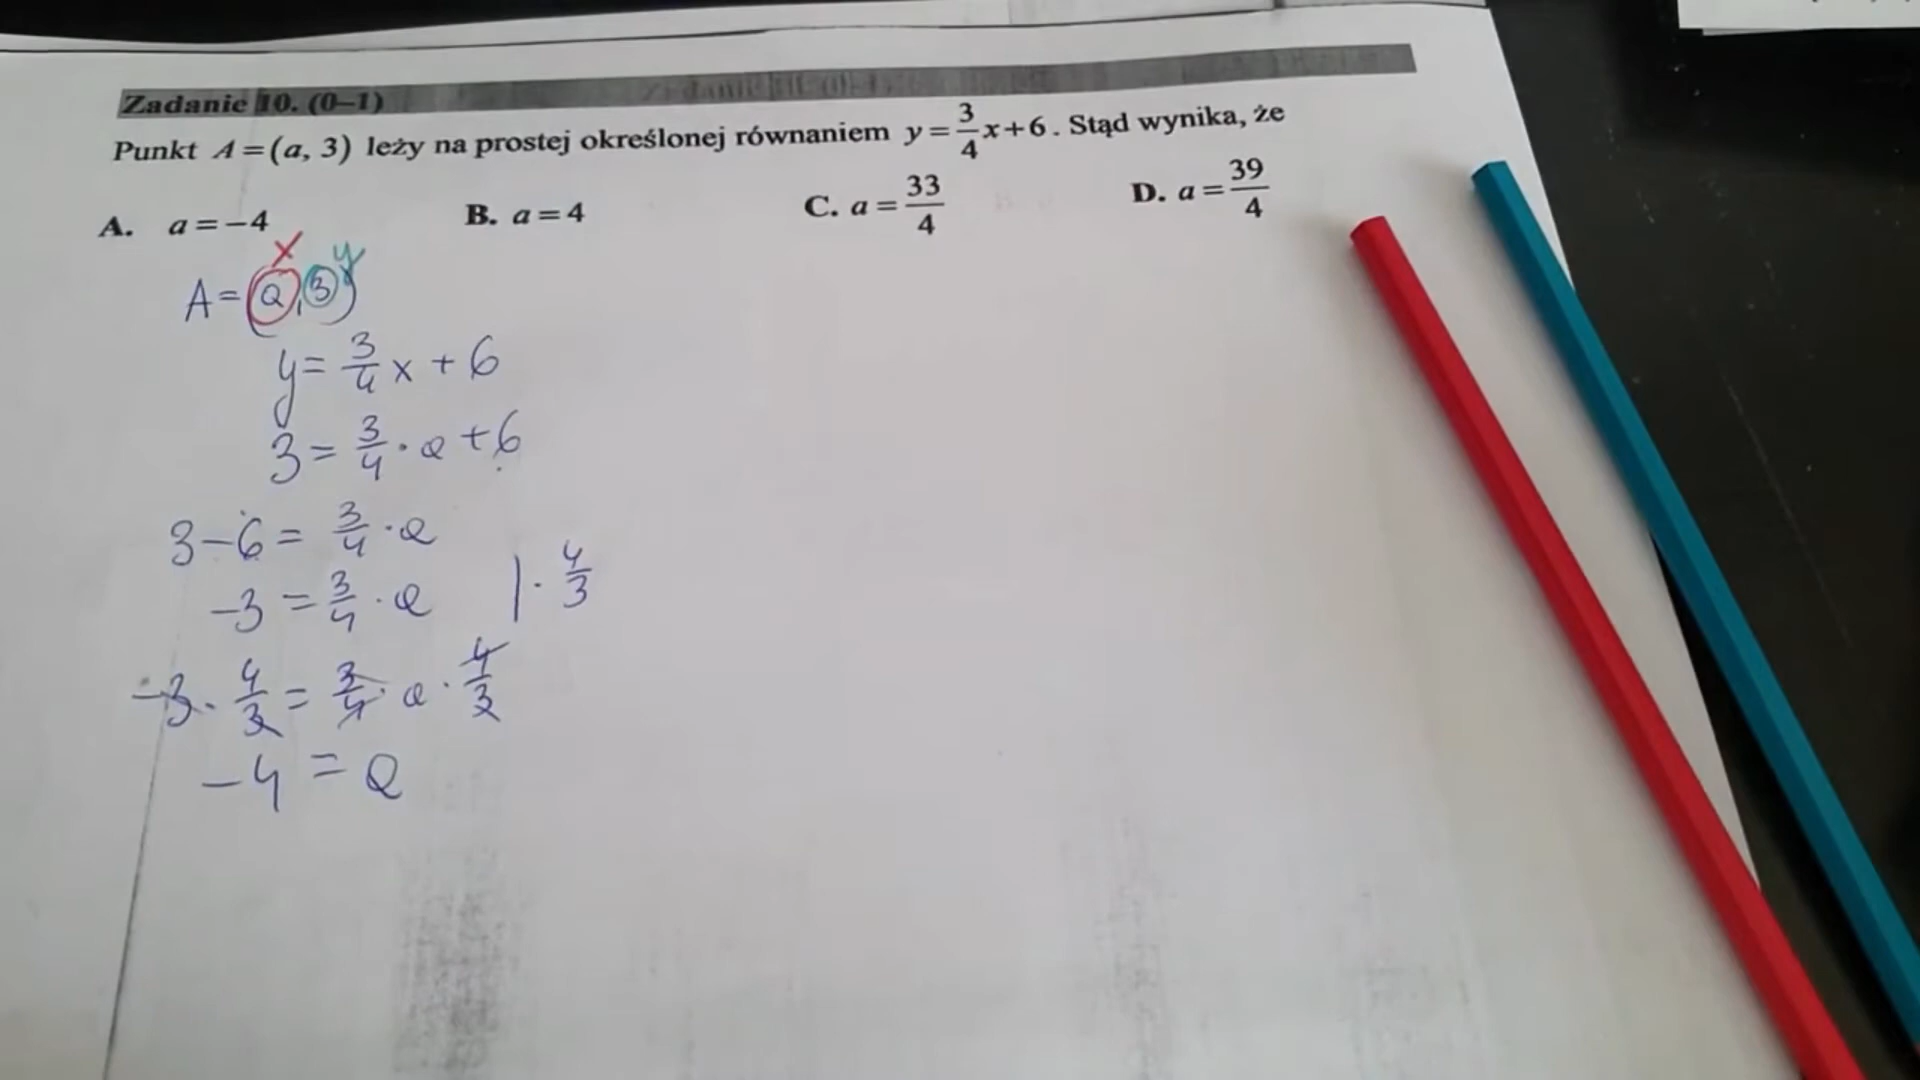 Zadanie 10. (0–1)
Punkt A=(a, 3) leży na prostej określonej równaniem y=3/4x+6. Stąd wynika, że
A. a=−4 B. a=4 C. a=33/4 D. a=39/4
x y
A=(a,3)
y=3/4x+6
3=3/4·a+6
3−6=3/4·a
−3=3/4·a |·4/3
−3·4/3=3/4·a·4/3
−4=a